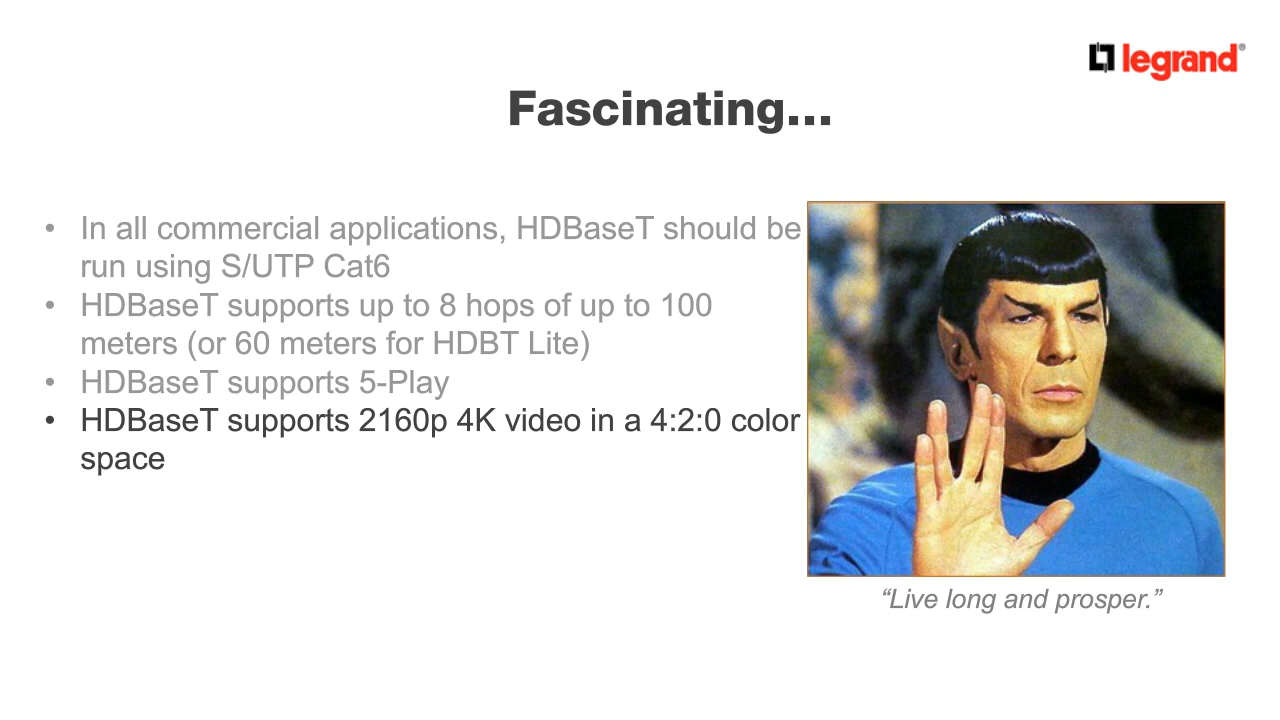 legrand®
Fascinating...
• In all commercial applications, HDBaseT should be
run using S/UTP Cat6
• HDBaseT supports up to 8 hops of up to 100
meters (or 60 meters for HDBT Lite)
• HDBaseT supports 5-Play
• HDBaseT supports 2160p 4K video in a 4:2:0 color
space
“Live long and prosper.”